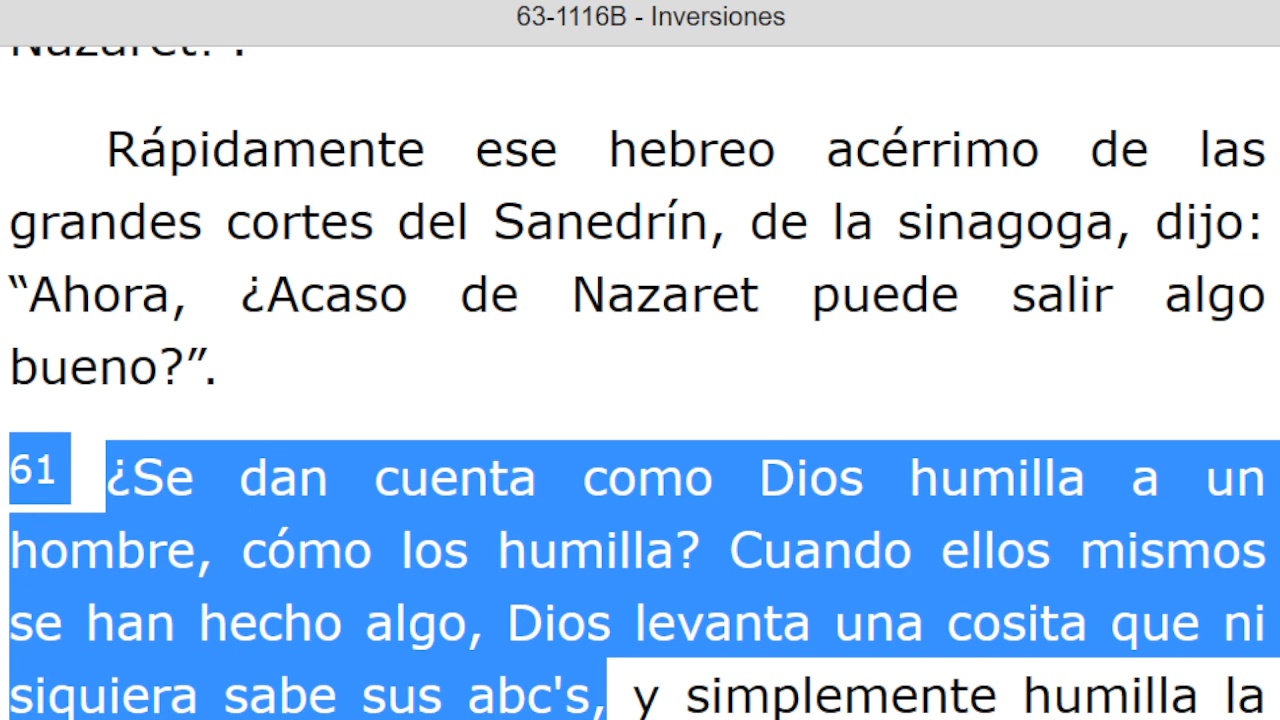 63-1116B - Inversiones
Rápidamente ese hebreo acérrimo de las
grandes cortes del Sanedrín, de la sinagoga, dijo:
“Ahora, ¿Acaso de Nazaret puede salir algo
bueno?”.
61 ¿Se dan cuenta como Dios humilla a un
hombre, cómo los humilla? Cuando ellos mismos
se han hecho algo, Dios levanta una cosita que ni
siquiera sabe sus abc's, y simplemente humilla la